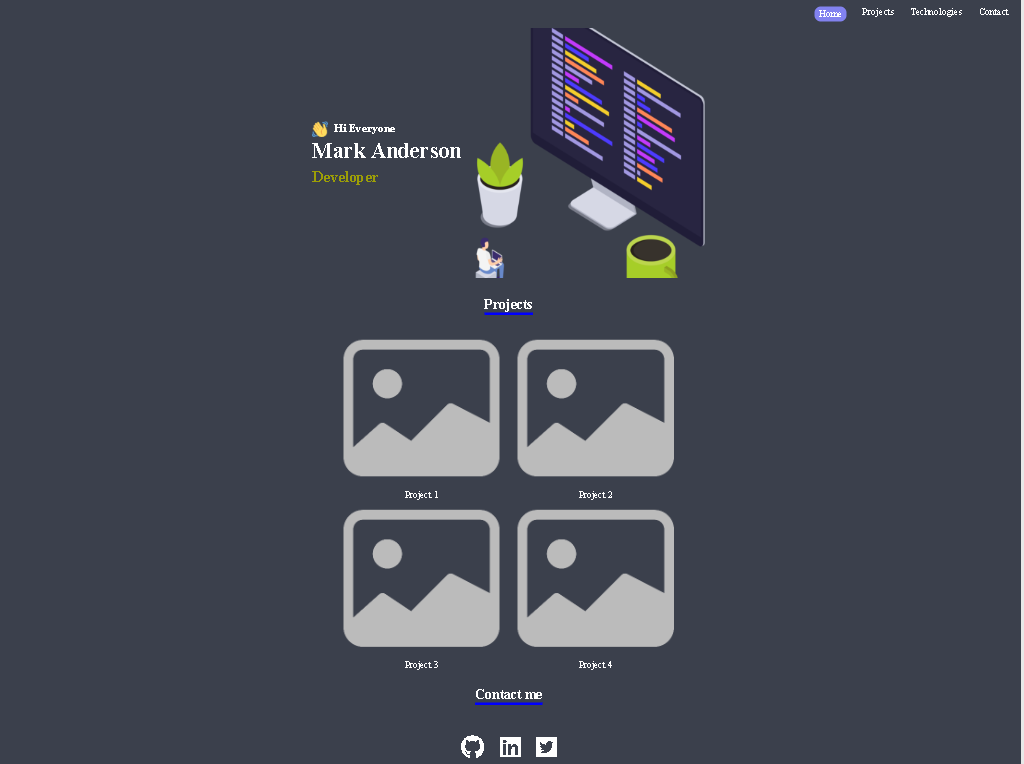 Home Projects Technologies Contact
Hi Everyone
Mark Anderson
Developer
Projects
Project 1 Project 2
Project 3 Project 4
Contact me
in